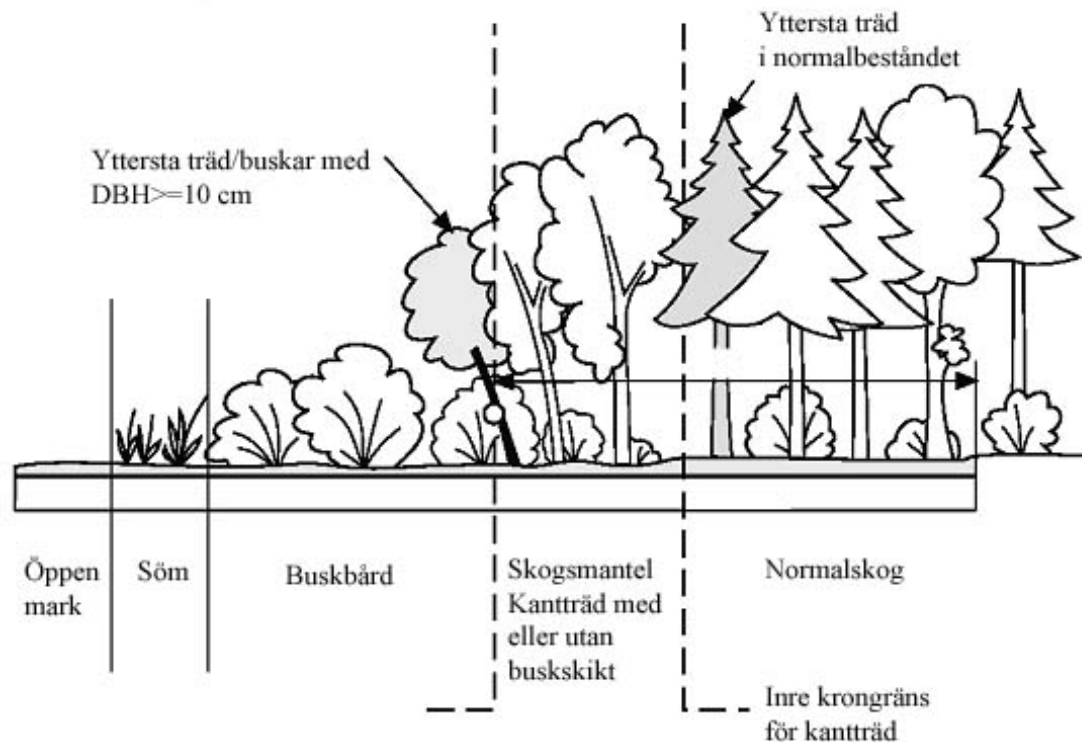 Yttersta träd
i normalbeståndet
Yttersta träd/buskar med
DBH>=10 cm
Öppen
mark
Söm
Buskbård
Skogsmantel
Kantträd med
eller utan
buskskikt
Normalskog
Inre krongräns
för kantträd